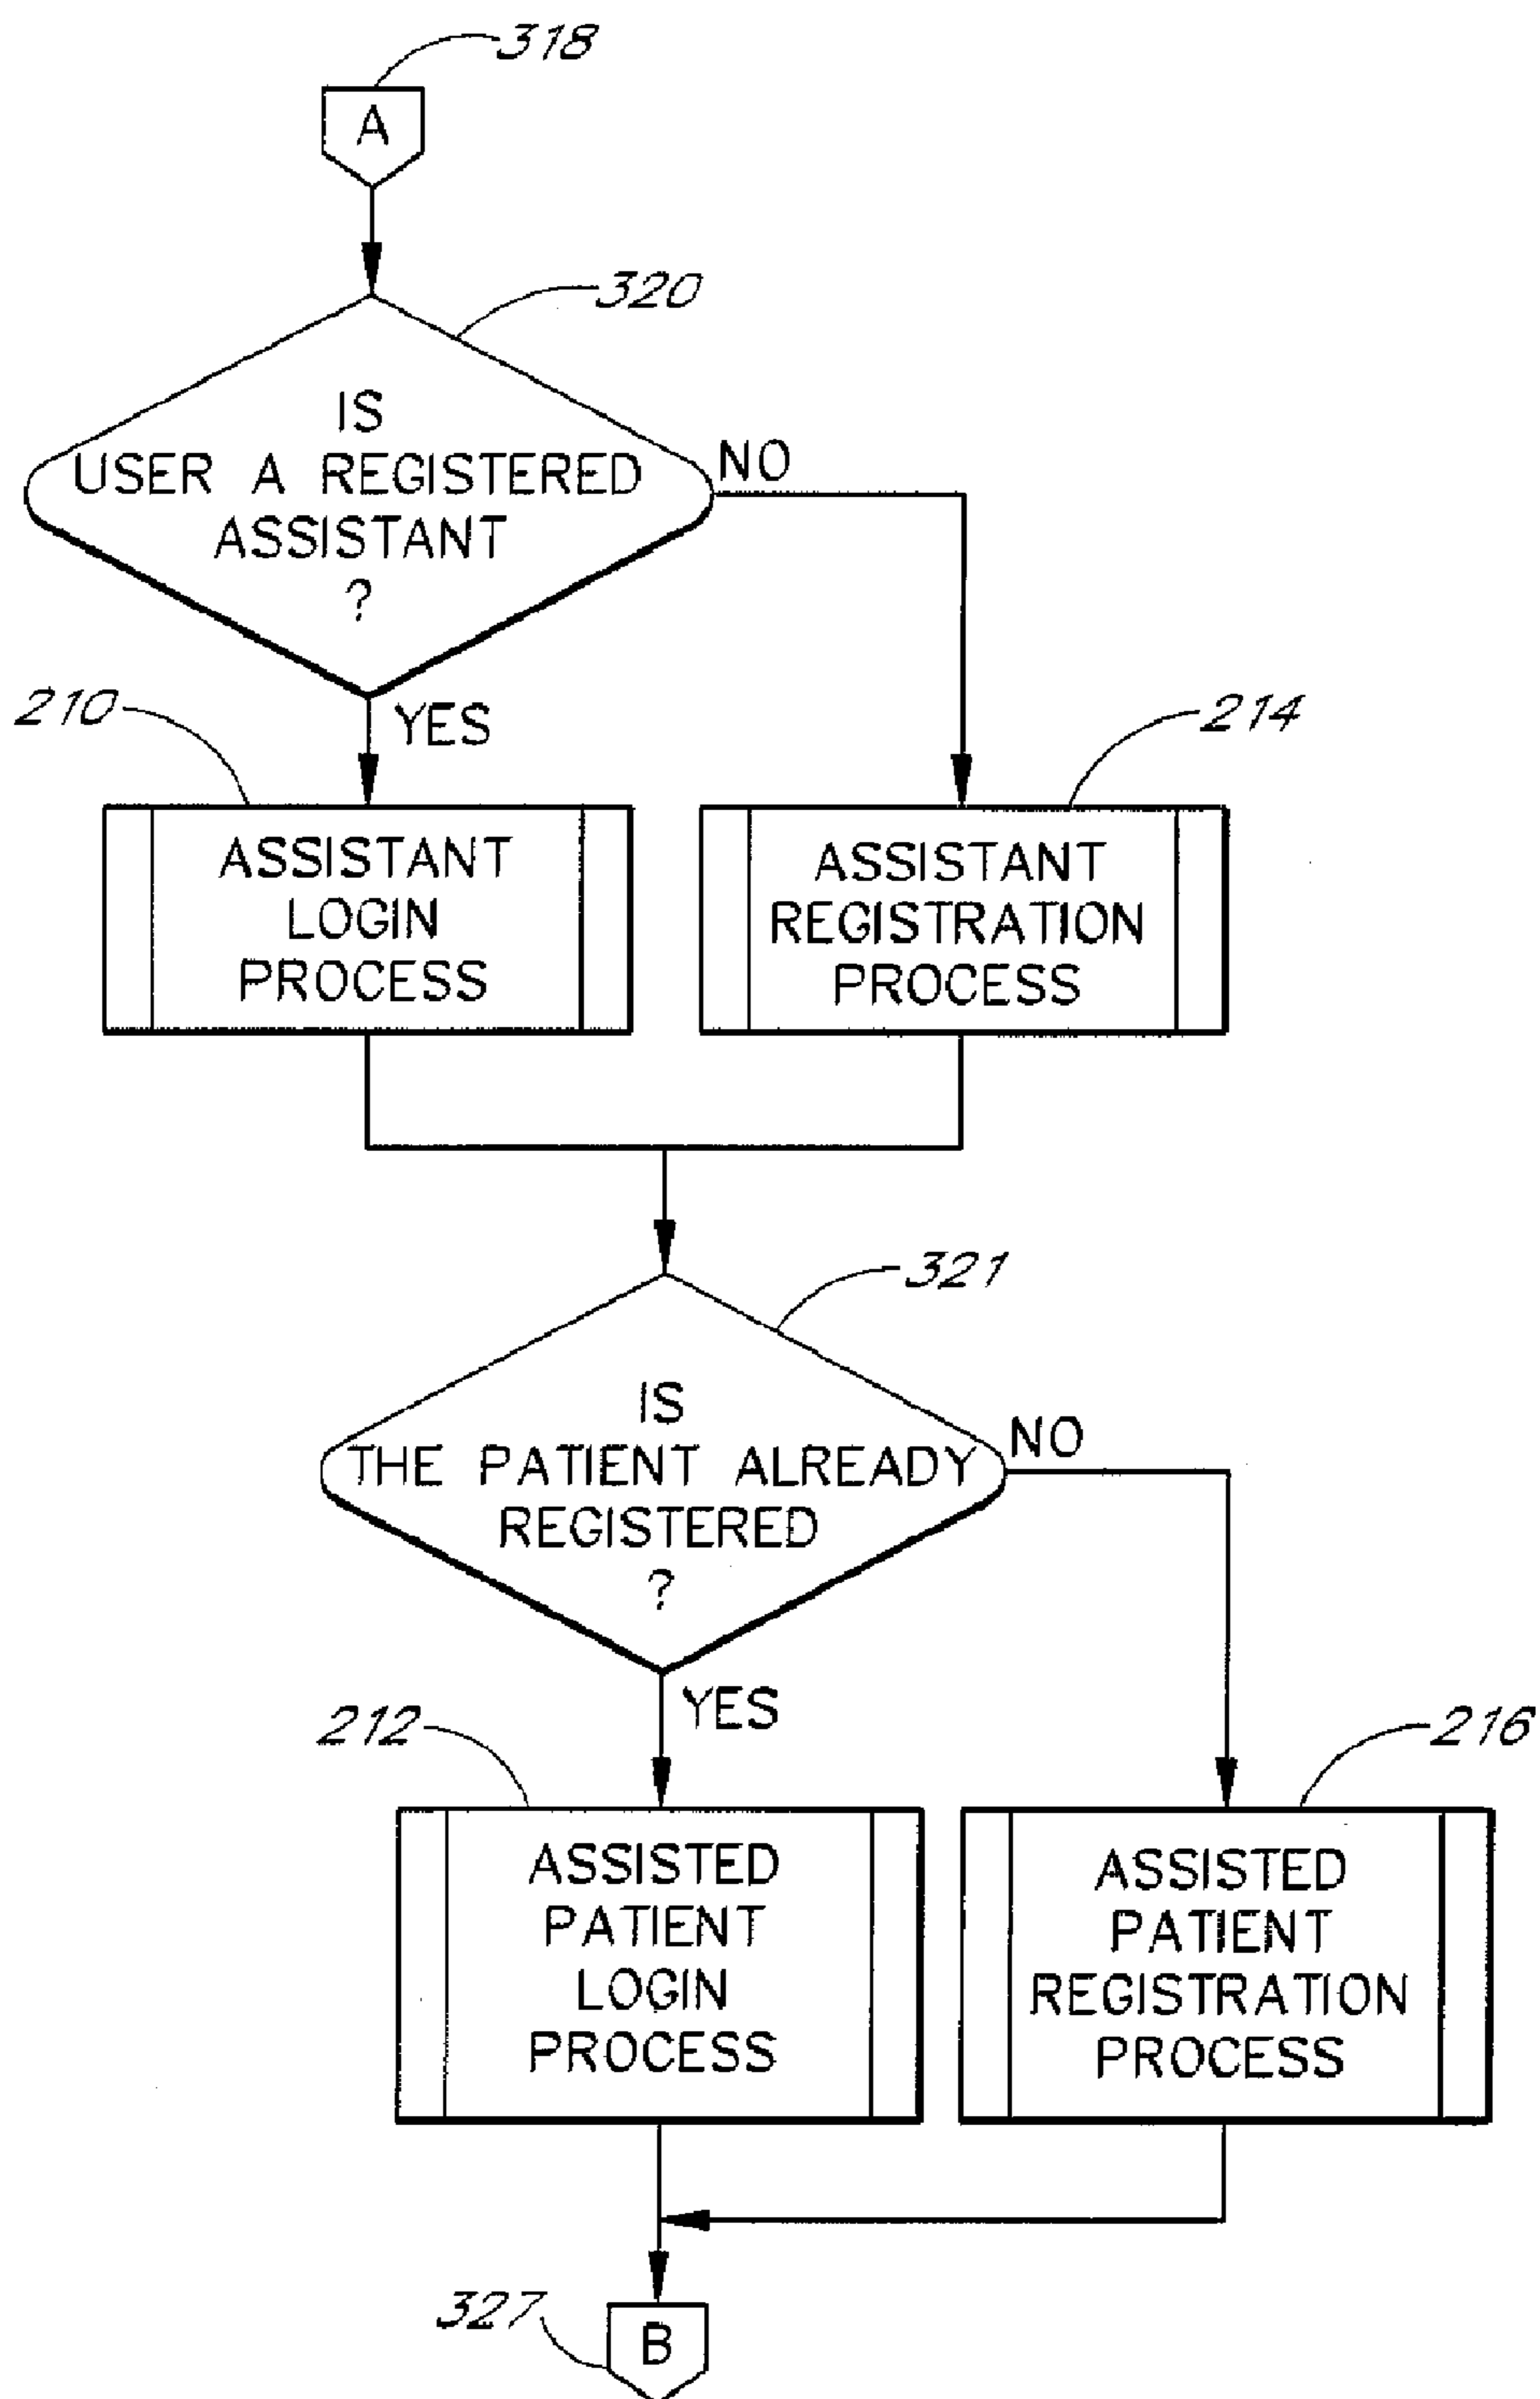 318
A
320
IS
USER A REGISTERED
ASSISTANT
?
NO
YES
210
214
ASSISTANT
LOGIN
PROCESS
ASSISTANT
REGISTRATION
PROCESS
321
IS
THE PATIENT ALREADY
REGISTERED
?
NO
YES
212
216
ASSISTED
PATIENT
LOGIN
PROCESS
ASSISTED
PATIENT
REGISTRATION
PROCESS
327
B